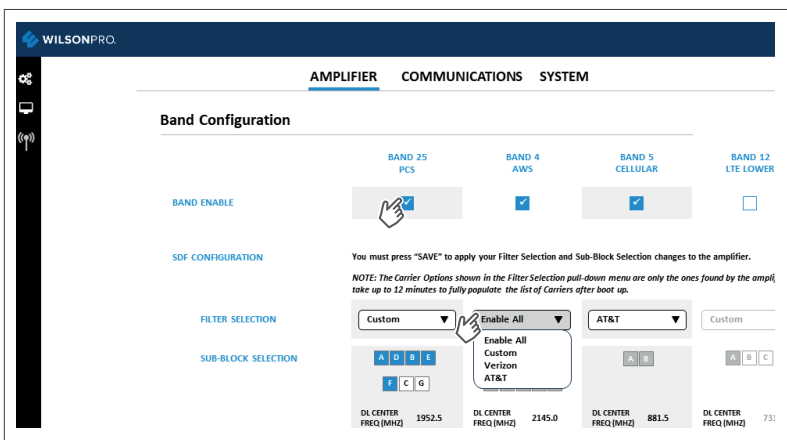 WILSONPRO.
AMPLIFIER COMMUNICATIONS SYSTEM
Band Configuration
BAND 25 BAND 4 BAND 5 BAND 12
PCS AWS CELLULAR LTE LOWER
BAND ENABLE
SDF CONFIGURATION
You must press "SAVE" to apply your Filter Selection and Sub-Block Selection changes to the amplifier.
NOTE: The Carrier Options shown in the Filter Selection pull-down menu are only the ones found by the
take up to 12 minutes to fully populate the list of Carriers after boot up.
FILTER SELECTION Custom Enable All AT&T Custom
Enable All
Custom
Verizon
AT&T
SUB-BLOCK SELECTION A D B E A B A B C
F C G
DL CENTER DL CENTER DL CENTER DL CENTER
FREQ (MHZ) 1952.5 FREQ (MHZ) 2145.0 FREQ (MHZ) 881.5 FREQ (MHZ)